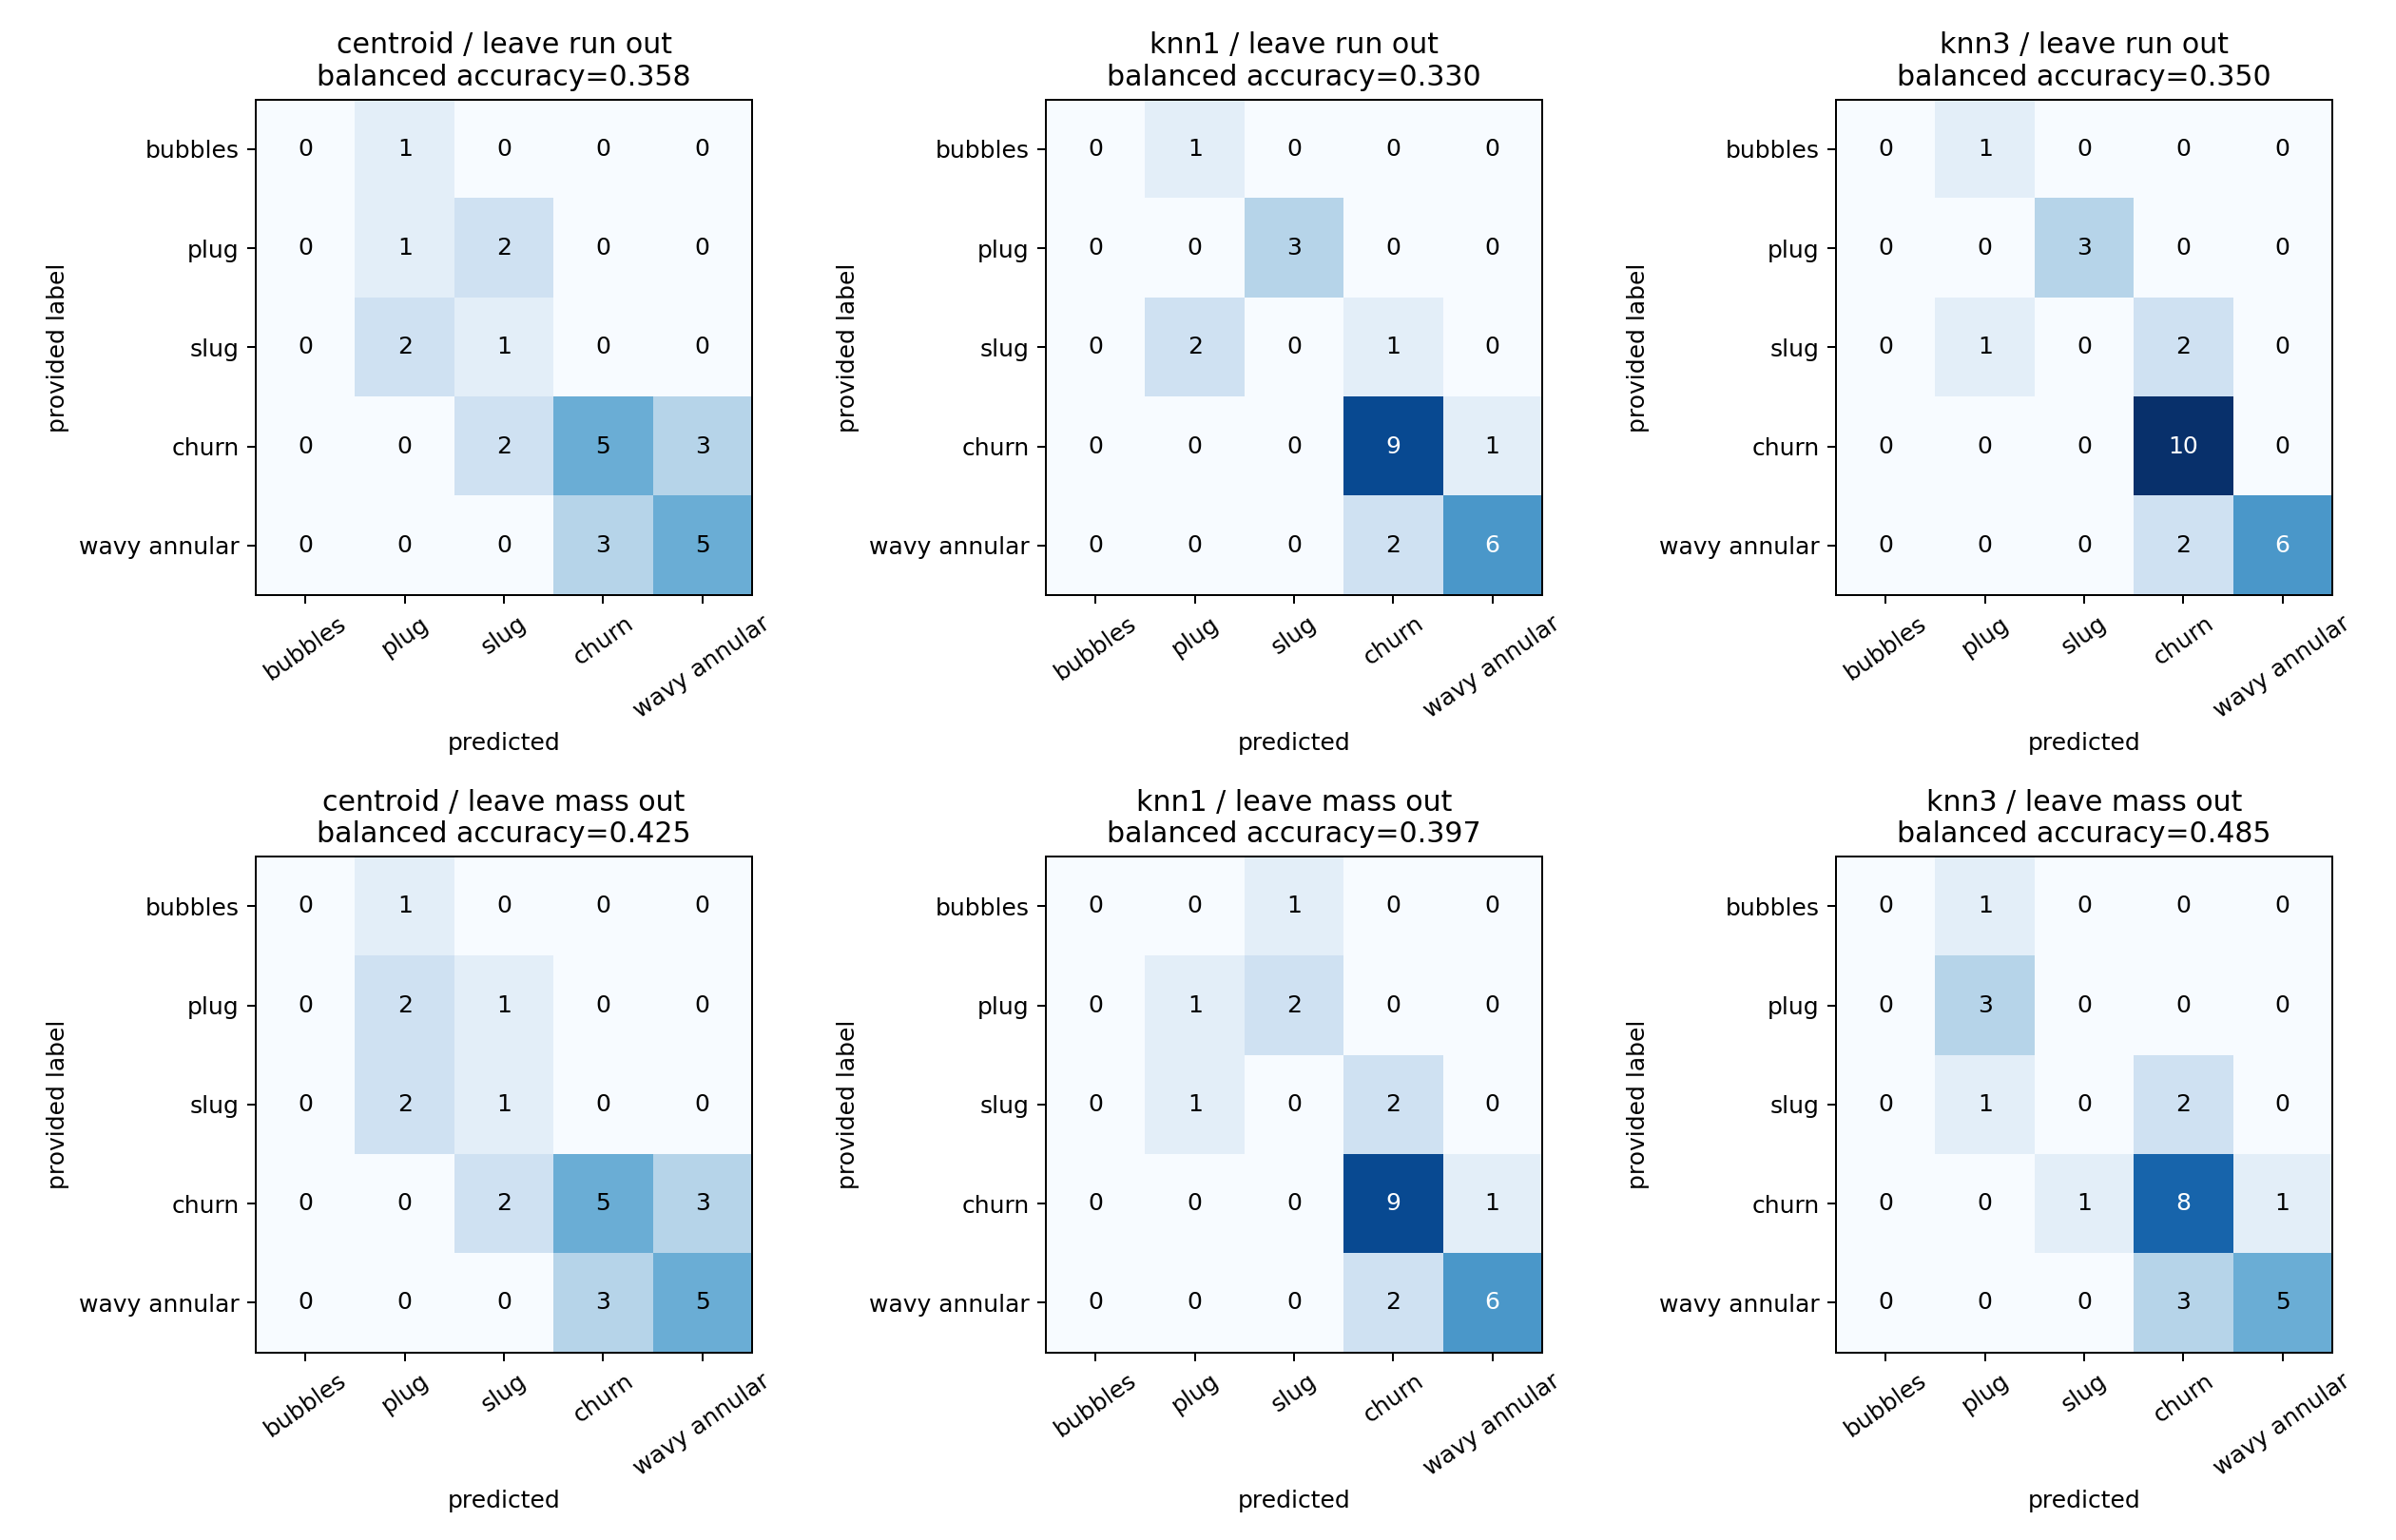 centroid / leave run out
balanced accuracy=0.358
provided label
bubbles 0 1 0 0 0
plug 0 1 2 0 0
slug 0 2 1 0 0
churn 0 0 2 5 3
wavy annular 0 0 0 3 5
bubbles plug slug churn wavy annular
predicted
knn1 / leave run out
balanced accuracy=0.330
provided label
bubbles 0 1 0 0 0
plug 0 0 3 0 0
slug 0 2 0 1 0
churn 0 0 0 9 1
wavy annular 0 0 0 2 6
bubbles plug slug churn wavy annular
predicted
knn3 / leave run out
balanced accuracy=0.350
provided label
bubbles 0 1 0 0 0
plug 0 0 3 0 0
slug 0 1 0 2 0
churn 0 0 0 10 0
wavy annular 0 0 0 2 6
bubbles plug slug churn wavy annular
predicted
centroid / leave mass out
balanced accuracy=0.425
provided label
bubbles 0 1 0 0 0
plug 0 2 1 0 0
slug 0 2 1 0 0
churn 0 0 2 5 3
wavy annular 0 0 0 3 5
bubbles plug slug churn wavy annular
predicted
knn1 / leave mass out
balanced accuracy=0.397
provided label
bubbles 0 0 1 0 0
plug 0 1 2 0 0
slug 0 1 0 2 0
churn 0 0 0 9 1
wavy annular 0 0 0 2 6
bubbles plug slug churn wavy annular
predicted
knn3 / leave mass out
balanced accuracy=0.485
provided label
bubbles 0 1 0 0 0
plug 0 3 0 0 0
slug 0 1 0 2 0
churn 0 0 1 8 1
wavy annular 0 0 0 3 5
bubbles plug slug churn wavy annular
predicted